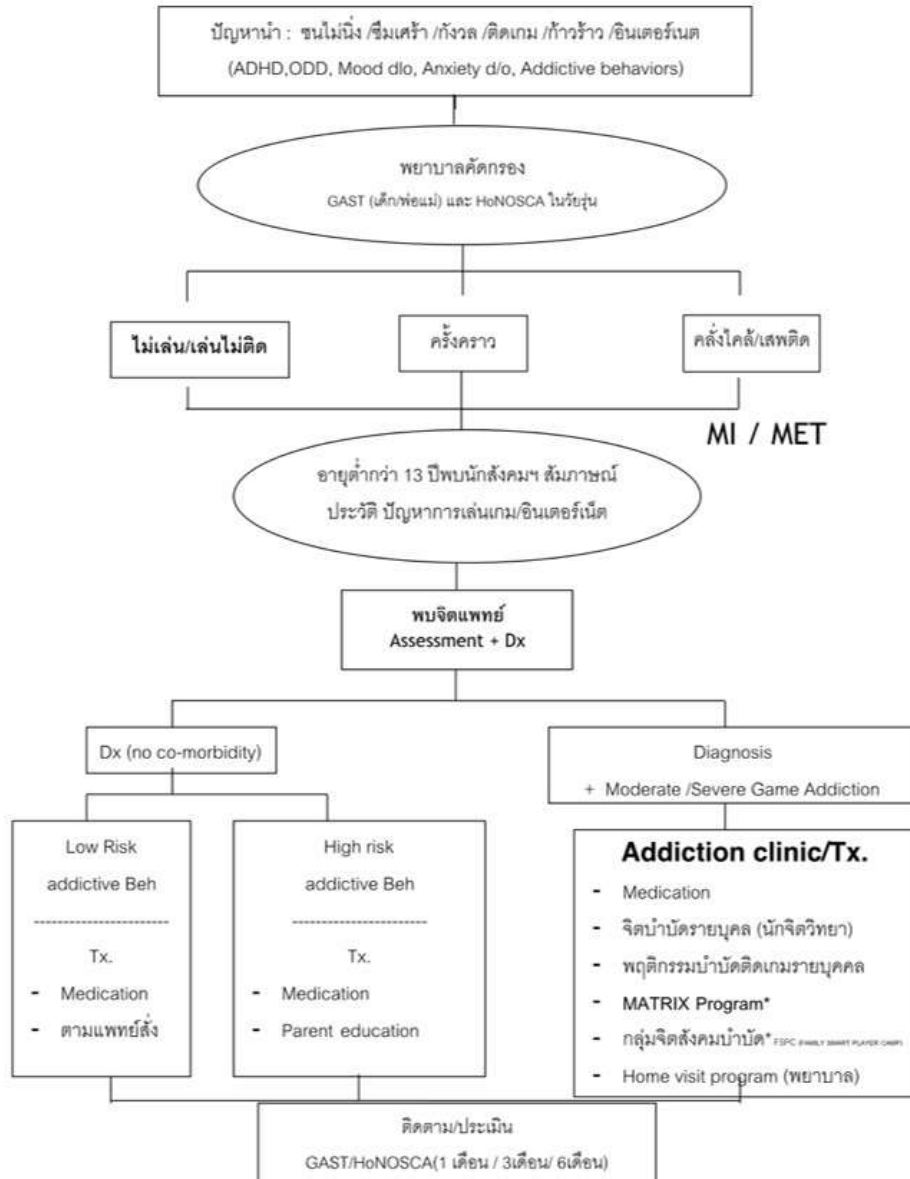 ปัญหานำ : ซนไม่นิ่ง /ซึมเศร้า /กังวล /ติดเกม /ก้าวร้าว /อินเตอร์เนต
(ADHD,ODD, Mood dlo, Anxiety d/o, Addictive behaviors)
พยาบาลคัดกรอง
GAST (เด็ก/พ่อแม่) และ HoNOSCA ในวัยรุ่น
ไม่เล่น/เล่นไม่ติด
ครั้งคราว
คลั่งไคล้/เสพติด
MI / MET
อายุต่ำกว่า 13 ปีพบนักสังคมฯ สัมภาษณ์
ประวัติ ปัญหาการเล่นเกม/อินเตอร์เน็ต
พบจิตแพทย์
Assessment + Dx
Dx (no co-morbidity)
Diagnosis
+ Moderate /Severe Game Addiction
Low Risk
addictive Beh
-----------------------
Tx.
- Medication
- ตามแพทย์สั่ง
High risk
addictive Beh
-----------------------
Tx.
- Medication
- Parent education
Addiction clinic/Tx.
- Medication
- จิตบำบัดรายบุคล (นักจิตวิทยา)
- พฤติกรรมบำบัดติดเกมรายบุคคล
- MATRIX Program*
- กลุ่มจิตสังคมบำบัด* FSPC (FAMILY SMART PLAYER CAMP)
- Home visit program (พยาบาล)
ติดตาม/ประเมิน
GAST/HoNOSCA(1 เดือน / 3เดือน/ 6เดือน)